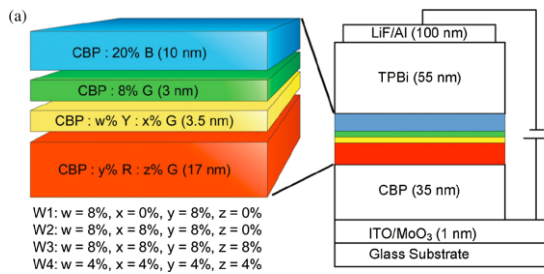 (a)
CBP : 20% B (10 nm)
CBP : 8% G (3 nm)
CBP : w% Y : x% G (3.5 nm)
CBP : y% R : z% G (17 nm)
W1: w = 8%, x = 0%, y = 8%, z = 0%
W2: w = 8%, x = 8%, y = 8%, z = 0%
W3: w = 8%, x = 8%, y = 8%, z = 8%
W4: w = 4%, x = 4%, y = 4%, z = 4%
LiF/Al (100 nm)
TPBi (55 nm)
CBP (35 nm)
ITO/MoO₃ (1 nm)
Glass Substrate